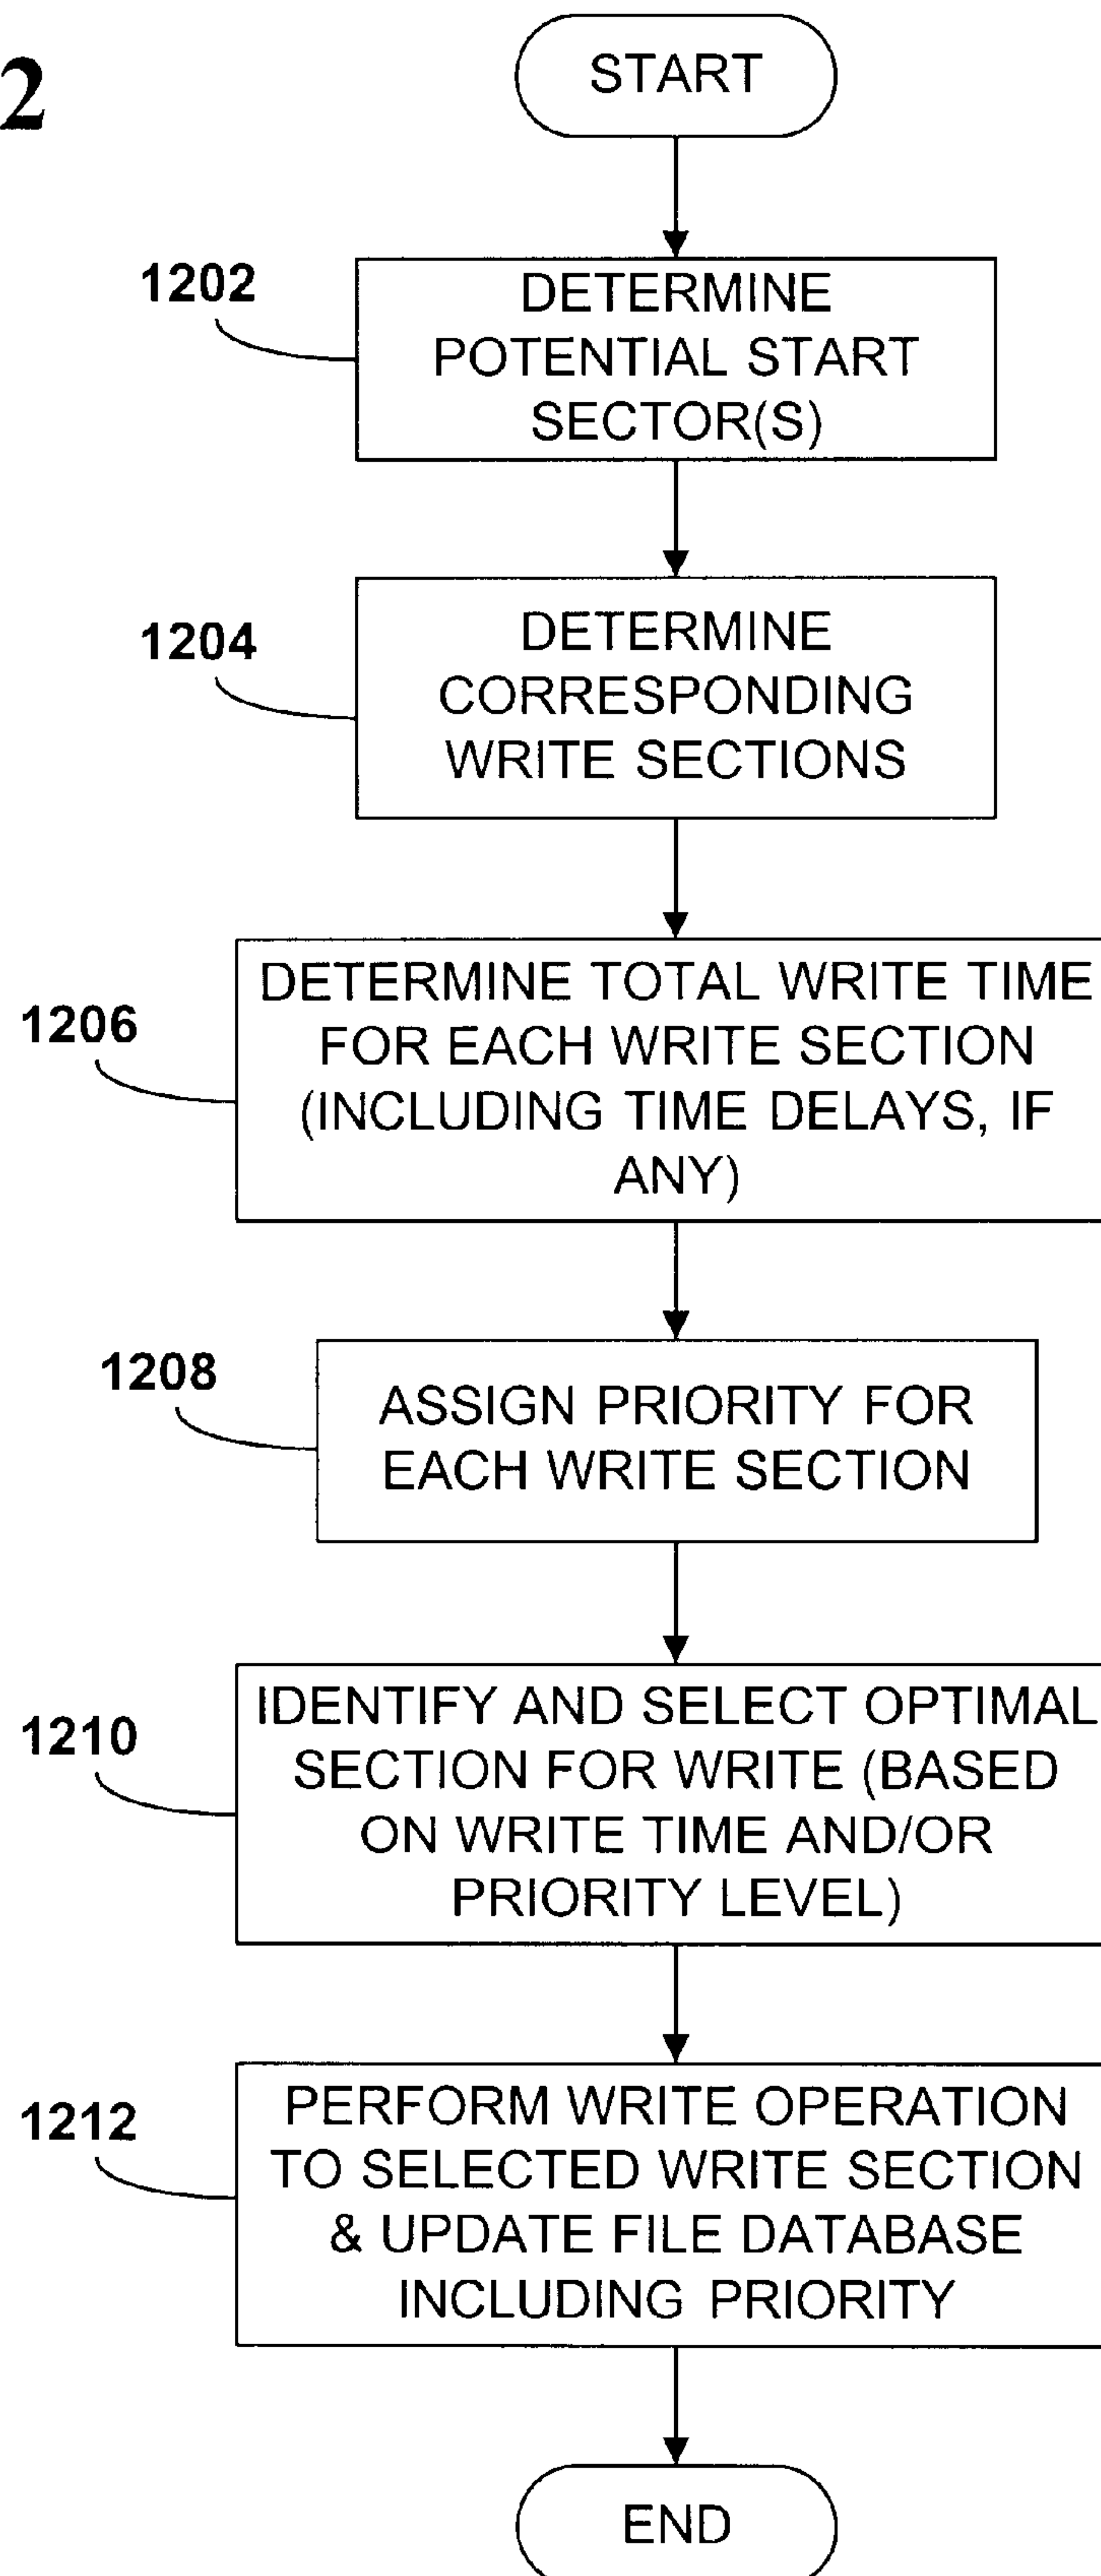 2
START
1202
DETERMINE
POTENTIAL START
SECTOR(S)
1204
DETERMINE
CORRESPONDING
WRITE SECTIONS
1206
DETERMINE TOTAL WRITE TIME
FOR EACH WRITE SECTION
(INCLUDING TIME DELAYS, IF
ANY)
1208
ASSIGN PRIORITY FOR
EACH WRITE SECTION
1210
IDENTIFY AND SELECT OPTIMAL
SECTION FOR WRITE (BASED
ON WRITE TIME AND/OR
PRIORITY LEVEL)
1212
PERFORM WRITE OPERATION
TO SELECTED WRITE SECTION
& UPDATE FILE DATABASE
INCLUDING PRIORITY
END